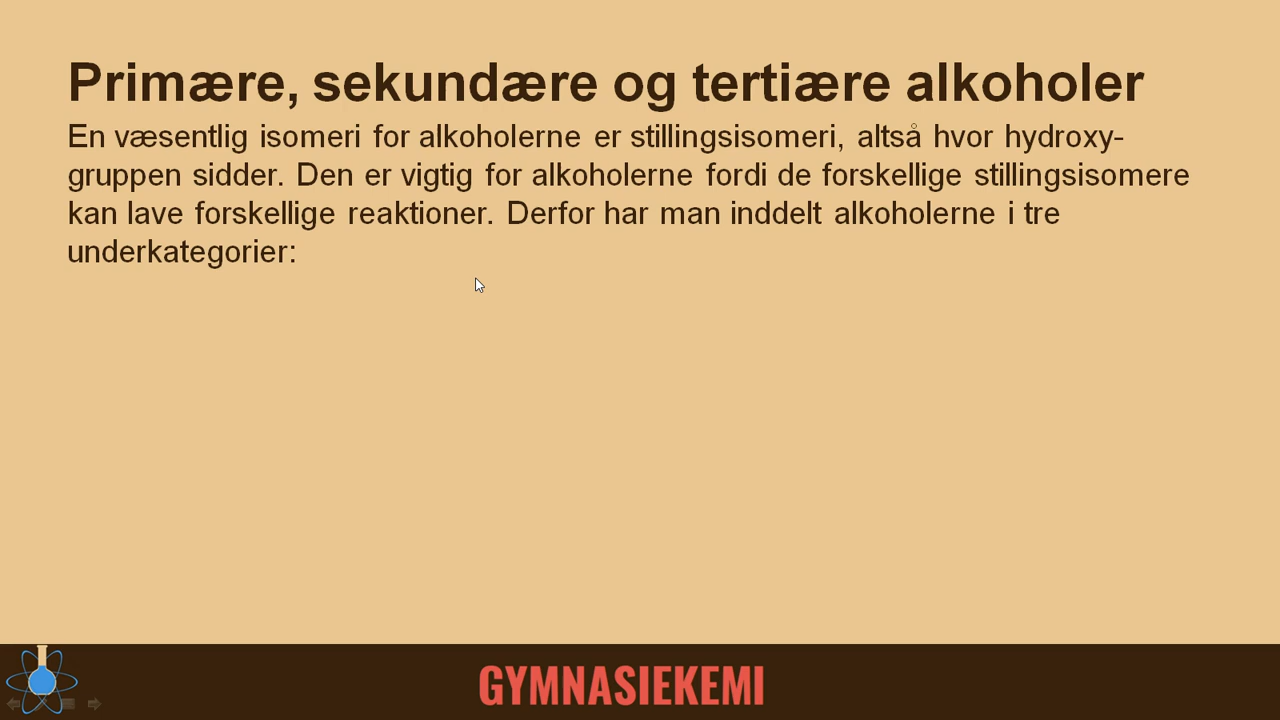 Primære, sekundære og tertiære alkoholer
En væsentlig isomeri for alkoholerne er stillingsisomeri, altså hvor hydroxy-
gruppen sidder. Den er vigtig for alkoholerne fordi de forskellige stillingsisomere
kan lave forskellige reaktioner. Derfor har man inddelt alkoholerne i tre
underkategorier:
GYMNASIEKEMI